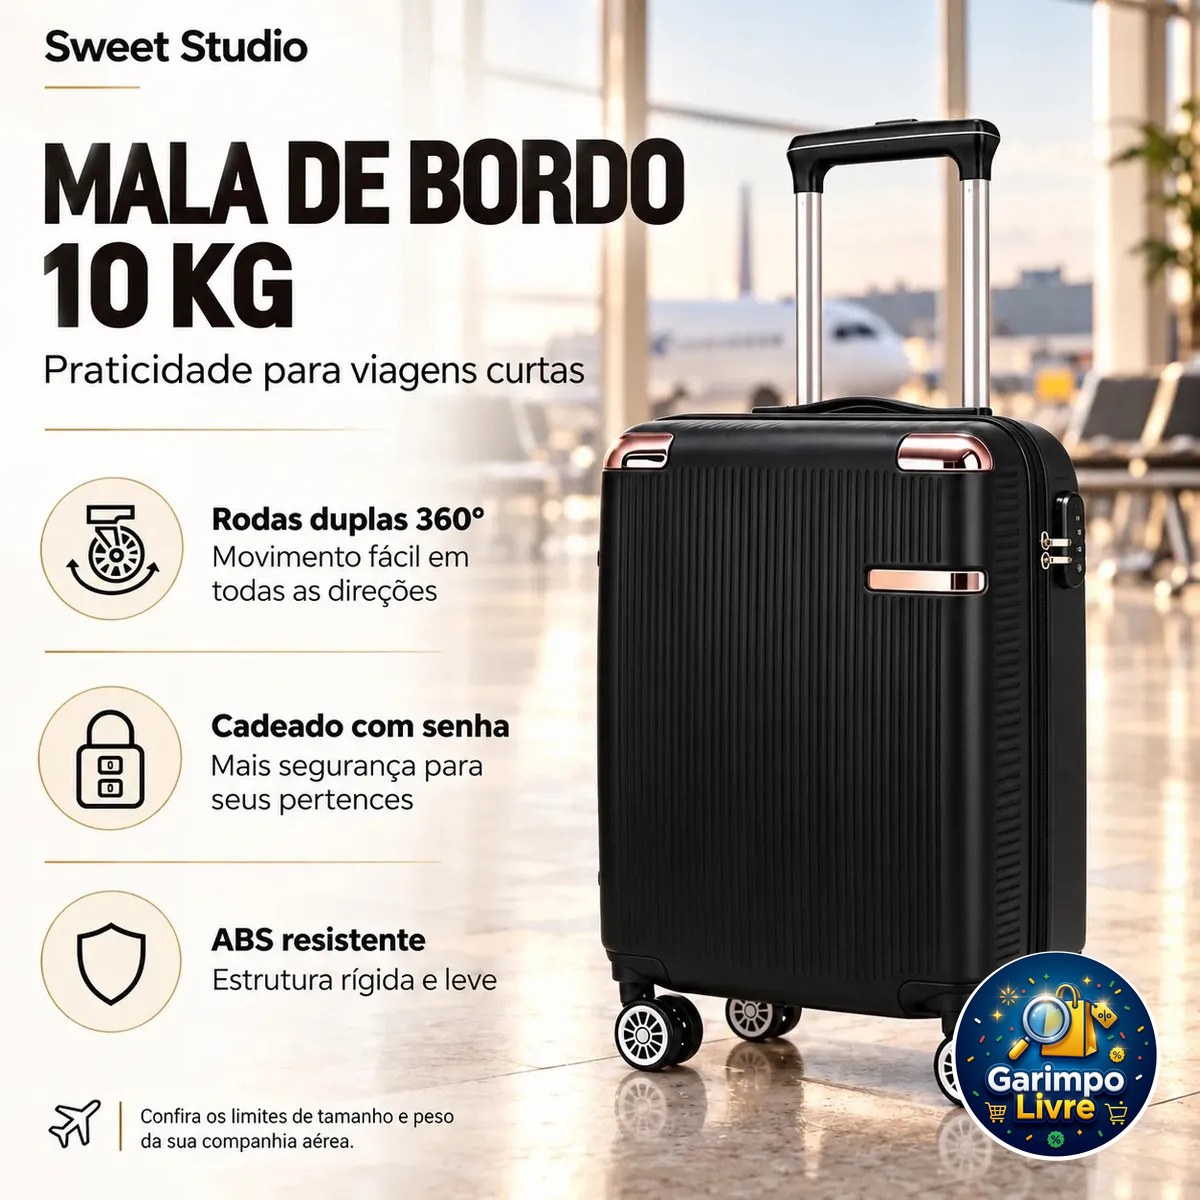 Sweet Studio
MALA DE BORDO
10 KG
Praticidade para viagens curtas
Rodas duplas 360°
Movimento fácil em
todas as direções
Cadeado com senha
Mais segurança para
seus pertences
ABS resistente
Estrutura rígida e leve
Confira os limites de tamanho e peso
da sua companhia aérea.
%
%
Garimpo
Livre
%